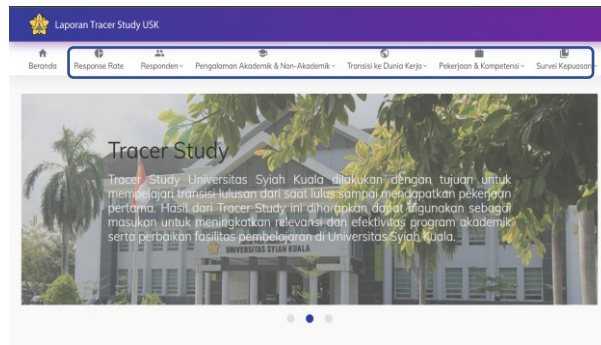 Laporan Tracer Study USK
Beranda Response Rate Responden Pengalaman Akademik & Non-Akademik Transisi ke Dunia Kerja Pekerjaan & Kompetensi Survei Kepuasan
Tracer Study
Tracer Study Universitas Syiah Kuala dilakukan dengan tujuan untuk
mempelajari transisi lulusan dari saat lulus sampai mendapatkan pekerjaan
pertama. Hasil dari Tracer Study ini diharapkan dapat digunakan sebagai
masukan untuk meningkatkan relevansi dan efektivitas program akademik
serta perbaikan fasilitas pembelajaran di Universitas Syiah Kuala.
UNIVERSITAS SYIAH KUALA